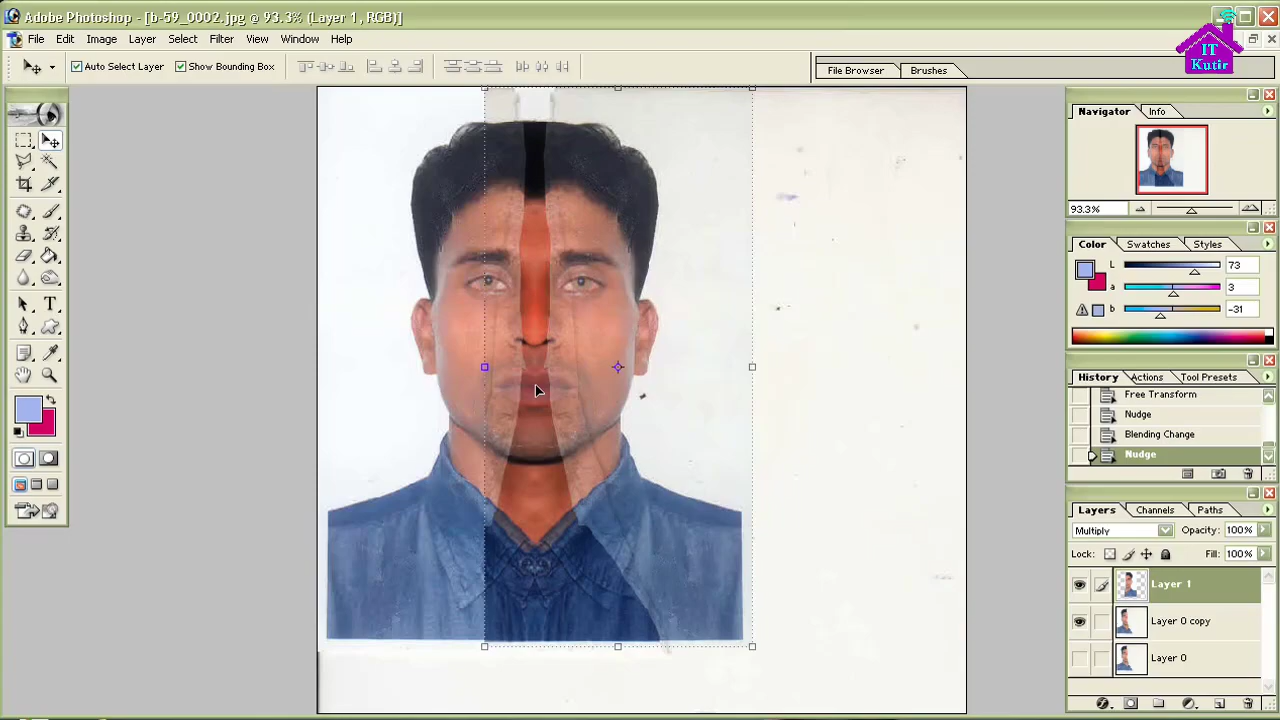 Adobe Photoshop - [b-59_0002.jpg @ 93.3% (Layer 1, RGB)]
File Edit Image Layer Select Filter View Window Help
IT
Kutir
Auto Select Layer Show Bounding Box
File Browser Brushes
Navigator Info
93.3%
Color Swatches Styles
L 73
a 3
b -31
History Actions Tool Presets
Free Transform
Nudge
Blending Change
Nudge
Layers Channels Paths
Multiply Opacity: 100%
Lock: Fill: 100%
Layer 1
Layer 0 copy
Layer 0